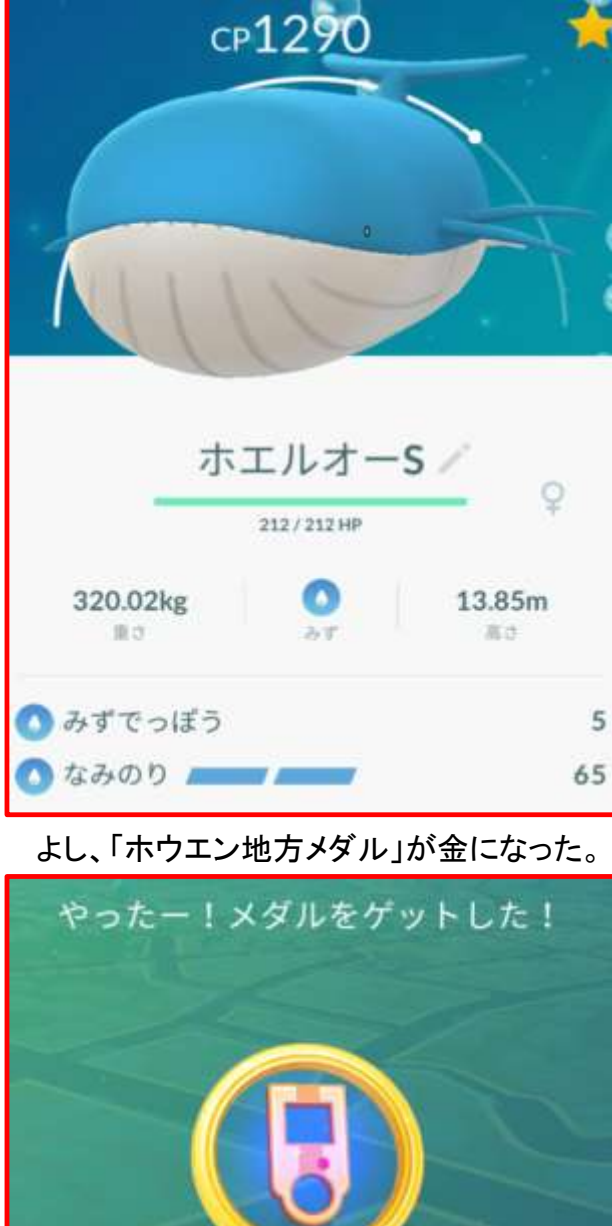 CP1290
ホエルオーS
212 / 212 HP
♀
320.02kg
13.85m
重さ
みず
高さ
みずでっぽう 5
なみのり 65
よし、「ホウエン地方メダル」が金になった。
やったー！メダルをゲットした！